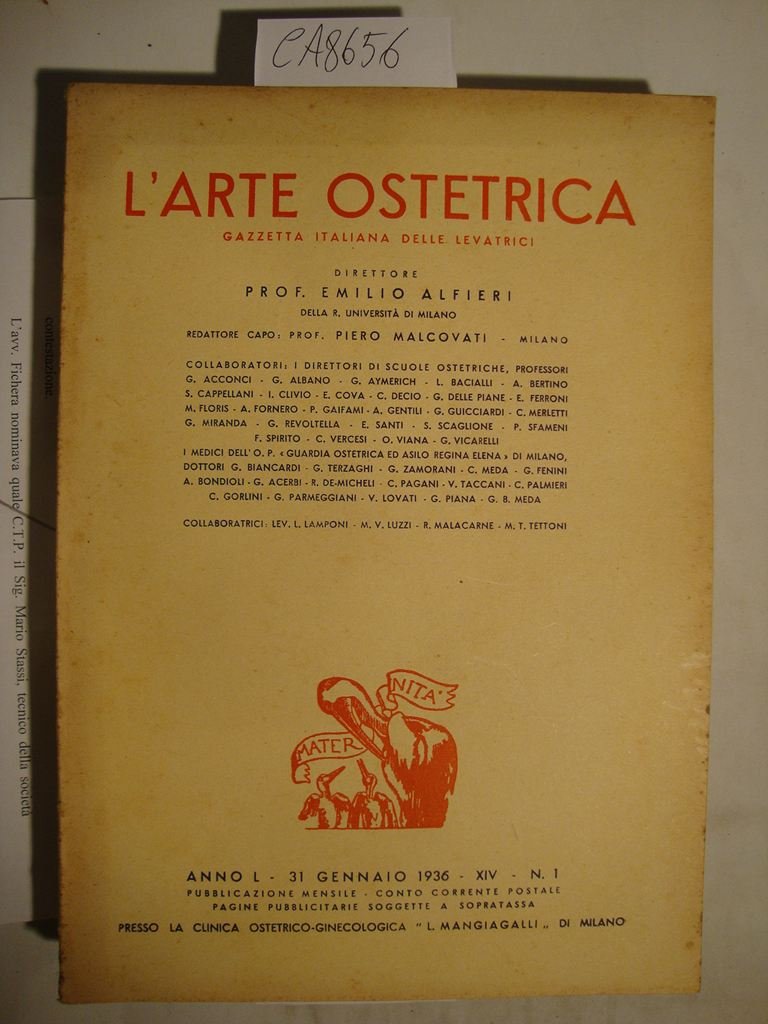 CA8656
L'ARTE OSTETRICA
GAZZETTA ITALIANA DELLE LEVATRICI
DIRETTORE
PROF. EMILIO ALFIERI
DELLA R. UNIVERSITÀ DI MILANO
REDATTORE CAPO: PROF. PIERO MALCOVATI - MILANO
COLLABORATORI: I DIRETTORI DI SCUOLE OSTETRICHE, PROFESSORI
G. ACCONCI - G. ALBANO - G. AYMERICH - L. BACIALLI - A. BERTINO
S. CAPPELLANI - I. CLIVIO - E. COVA - C. DECIO - G. DELLE PIANE - E. FERRONI
M. FLORIS - A. FORNERO - P. GAIFAMI - A. GENTILI - G. GUICCIARDI - C. MERLETTI
G. MIRANDA - G. REVOLTELLA - E. SANTI - S. SCAGLIONE - P. SFAMENI
F. SPIRITO - C. VERCESI - O. VIANA - G. VICARELLI
I MEDICI DELL'O. P. « GUARDIA OSTETRICA ED ASILO REGINA ELENA » DI MILANO,
DOTTORI G. BIANCARDI - G. TERZAGHI - G. ZAMORANI - C. MEDA - G. FENINI
A. BONDIOLI - G. ACERBI - R. DE-MICHELI - C. PAGANI - V. TACCANI - C. PALMIERI
C. GORLINI - G. PARMEGGIANI - V. LOVATI - G. PIANA - G. B. MEDA
COLLABORATRICI: LEV. L. LAMPONI - M. V. LUZZI - R. MALACARNE - M. T. TETTONI
MATER
NITA'
ANNO L - 31 GENNAIO 1936 - XIV - N. 1
PUBBLICAZIONE MENSILE - CONTO CORRENTE POSTALE
PAGINE PUBBLICITARIE SOGGETTE A SOPRATASSA
PRESSO LA CLINICA OSTETRICO-GINECOLOGICA " L. MANGIAGALLI „ DI MILANO
contestazione.
L'avv. Fichera nominava quale C.T.P. il Sig. Mario Stassi, tecnico della società